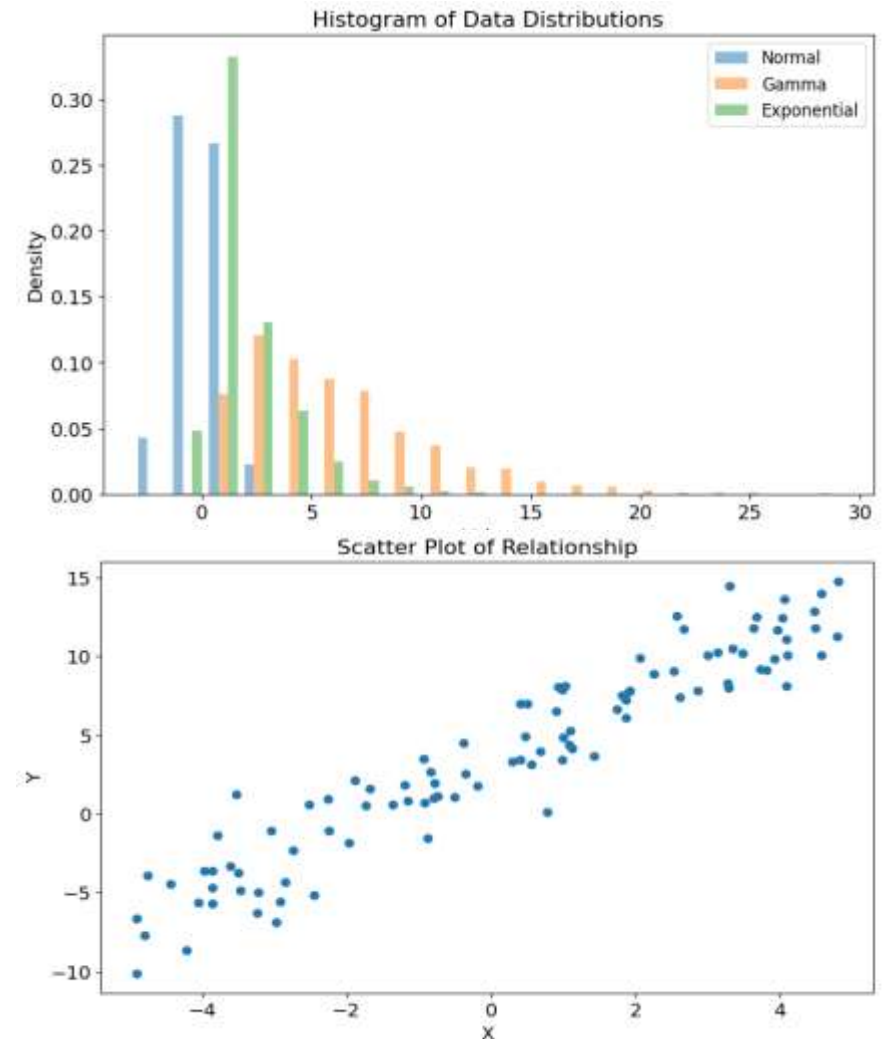 Histogram of Data Distributions
Normal
Gamma
Exponential
Density
0.30
0.25
0.20
0.15
0.10
0.05
0.00
0 5 10 15 20 25 30
Scatter Plot of Relationship
Y
15
10
5
0
−5
−10
−4 −2 0 2 4
X